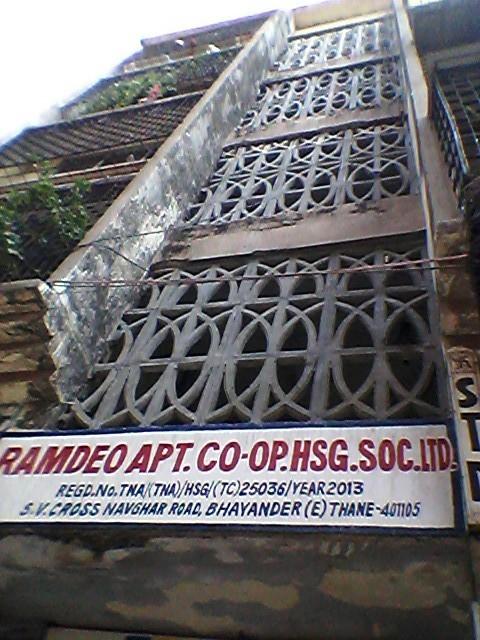 RAMDEO APT. CO-OP. HSG. SOC. LTD.
REGD. No. TNA/(TNA)/HSG/(TC)25036/YEAR 2013
S.V. CROSS NAVGHAR ROAD, BHAYANDER (E) THANE-401105
S
T